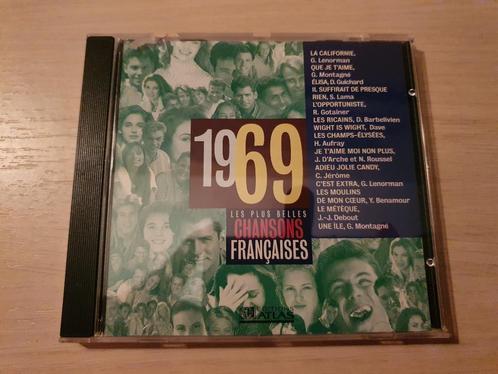 LA CALIFORNIE,
G. Lenorman
QUE JE T'AIME,
G. Montagné
ÉLISA, D. Guichard
IL SUFFIRAIT DE PRESQUE
RIEN, S. Lama
L'OPPORTUNISTE,
R. Gotainer
LES RICAINS, D. Barbelivien
WIGHT IS WIGHT, Dave
LES CHAMPS-ÉLYSÉES,
H. Aufray
JE T'AIME MOI NON PLUS,
J. D'Arche et N. Roussel
ADIEU JOLIE CANDY,
C. Jérôme
C'EST EXTRA, G. Lenorman
LES MOULINS
DE MON CŒUR, Y. Benamour
LE MÉTÈQUE,
J.-J. Debout
UNE ÎLE, G. Montagné
1969
LES PLUS BELLES
CHANSONS
FRANÇAISES
EDITIONS
ATLAS